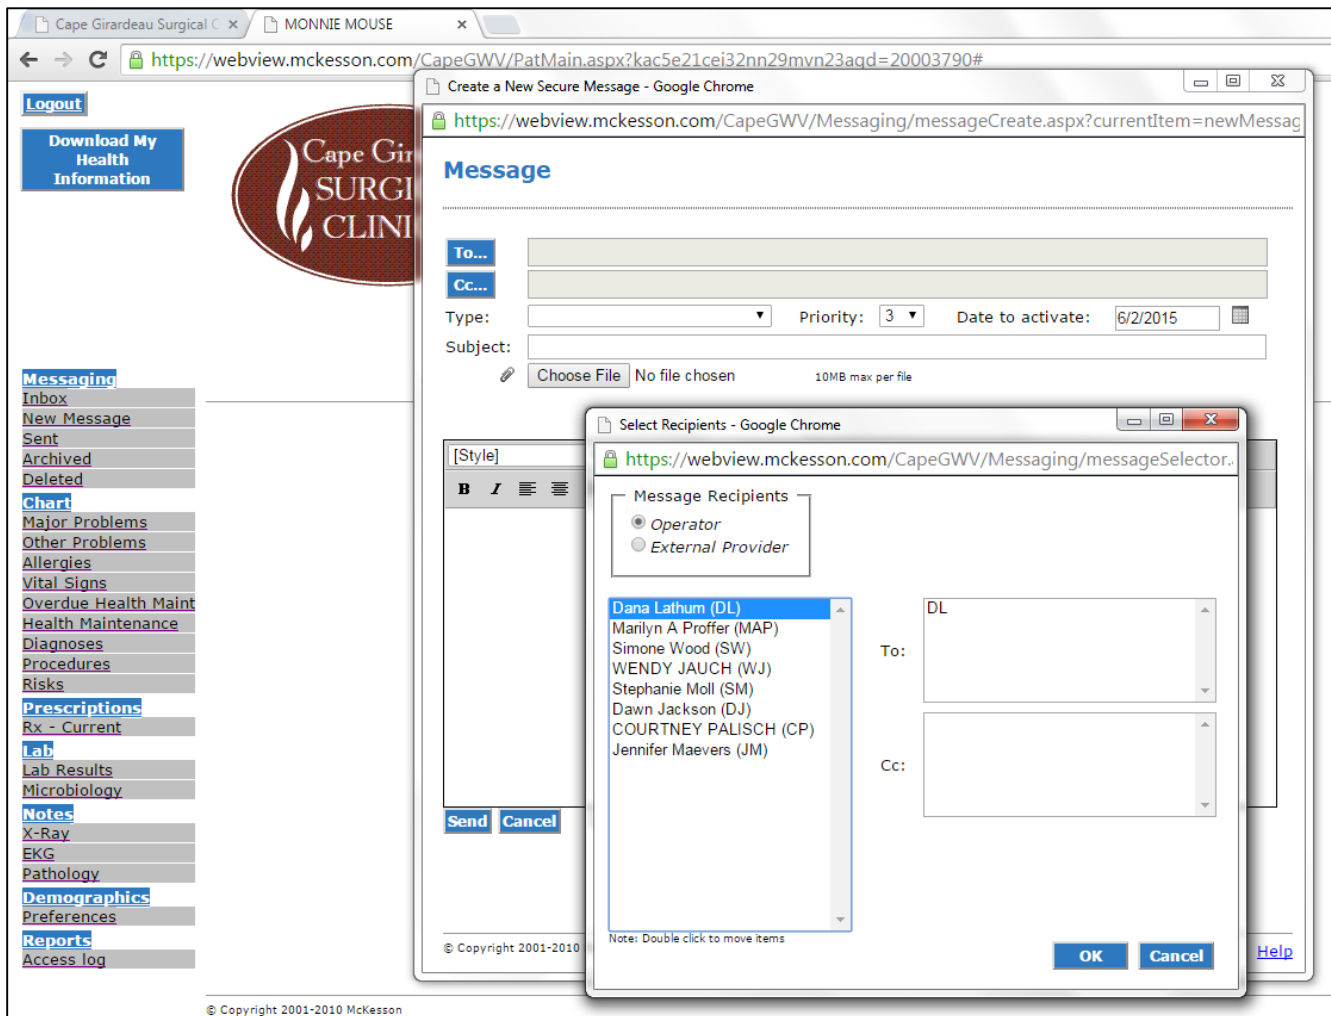 Cape Girardeau Surgical C
MONNIE MOUSE
https://webview.mckesson.com/CapeGWV/PatMain.aspx?kac5e21cei32nn29mvn23aqd=20003790#
Logout
Download My
Health
Information
Cape Gir
SURGI
CLINI
Messaging
Inbox
New Message
Sent
Archived
Deleted
Chart
Major Problems
Other Problems
Allergies
Vital Signs
Overdue Health Maint
Health Maintenance
Diagnoses
Procedures
Risks
Prescriptions
Rx - Current
Lab
Lab Results
Microbiology
Notes
X-Ray
EKG
Pathology
Demographics
Preferences
Reports
Access log
© Copyright 2001-2010 McKesson
Create a New Secure Message - Google Chrome
https://webview.mckesson.com/CapeGWV/Messaging/messageCreate.aspx?currentItem=newMessag
Message
To...
Cc...
Type: Priority: 3 Date to activate: 6/2/2015
Subject:
Choose File No file chosen 10MB max per file
[Style]
B I
Send Cancel
© Copyright 2001-2010
Help
Select Recipients - Google Chrome
https://webview.mckesson.com/CapeGWV/Messaging/messageSelector.
Message Recipients
Operator
External Provider
Dana Lathum (DL)
Marilyn A Proffer (MAP)
Simone Wood (SW)
WENDY JAUCH (WJ)
Stephanie Moll (SM)
Dawn Jackson (DJ)
COURTNEY PALISCH (CP)
Jennifer Maevers (JM)
Note: Double click to move items
To: DL
Cc:
OK Cancel